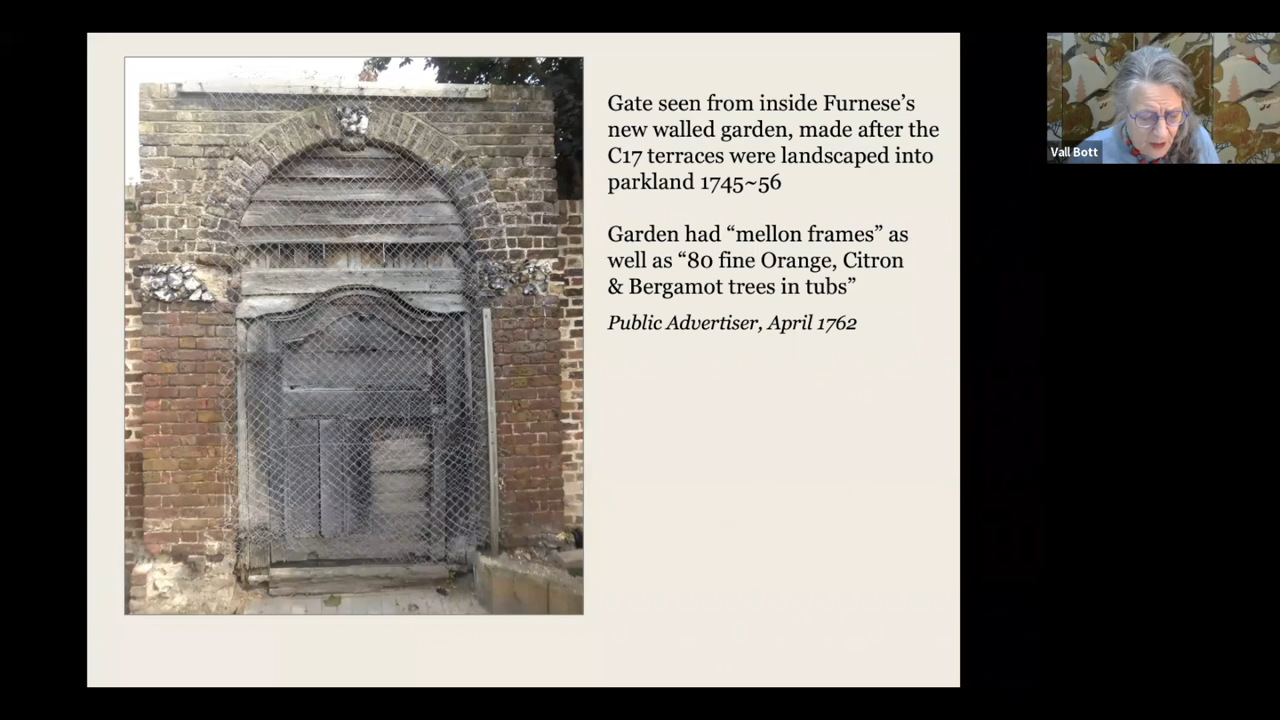 Gate seen from inside Furnese’s
new walled garden, made after the
C17 terraces were landscaped into
parkland 1745~56
Garden had “mellon frames” as
well as “80 fine Orange, Citron
& Bergamot trees in tubs”
Public Advertiser, April 1762
Vall Bott